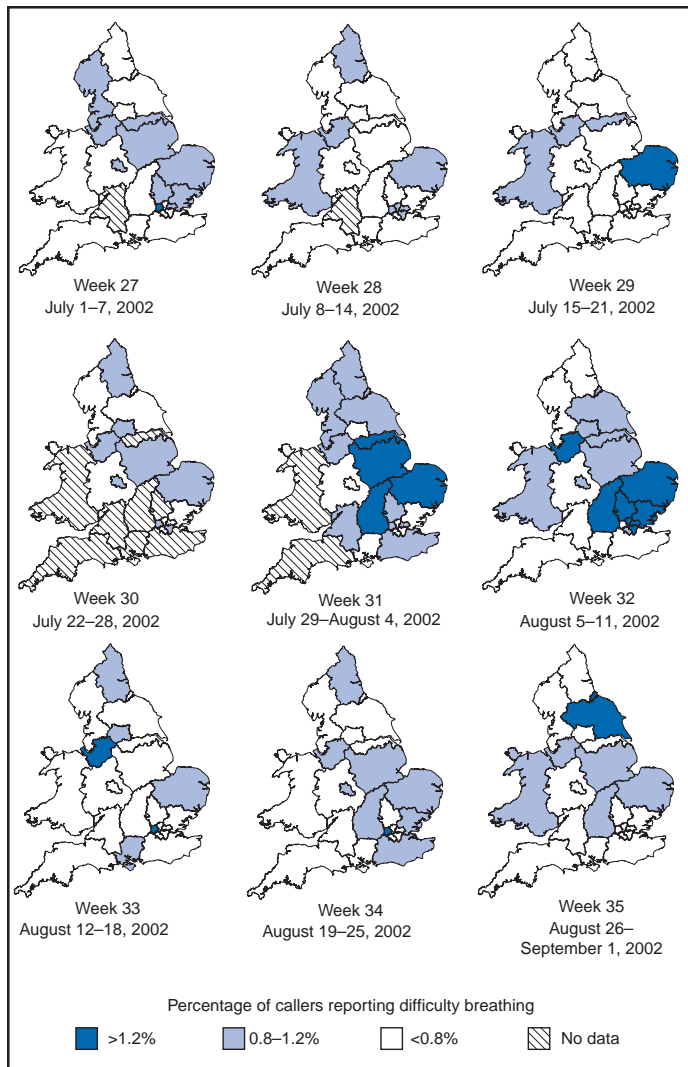 Week 27
July 1–7, 2002
Week 28
July 8–14, 2002
Week 29
July 15–21, 2002
Week 30
July 22–28, 2002
Week 31
July 29–August 4, 2002
Week 32
August 5–11, 2002
Week 33
August 12–18, 2002
Week 34
August 19–25, 2002
Week 35
August 26–
September 1, 2002
Percentage of callers reporting difficulty breathing
>1.2% 0.8–1.2% <0.8% No data